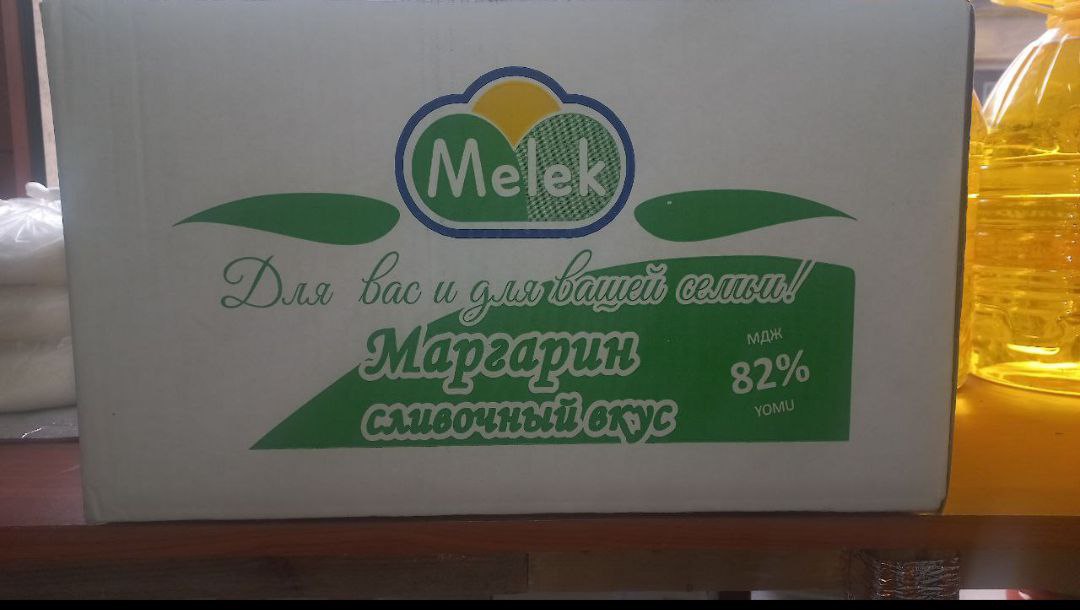 Melek
Для вас и для вашей семьи!
Маргарин
сливочный вкус
МДЖ
82%
YOMU